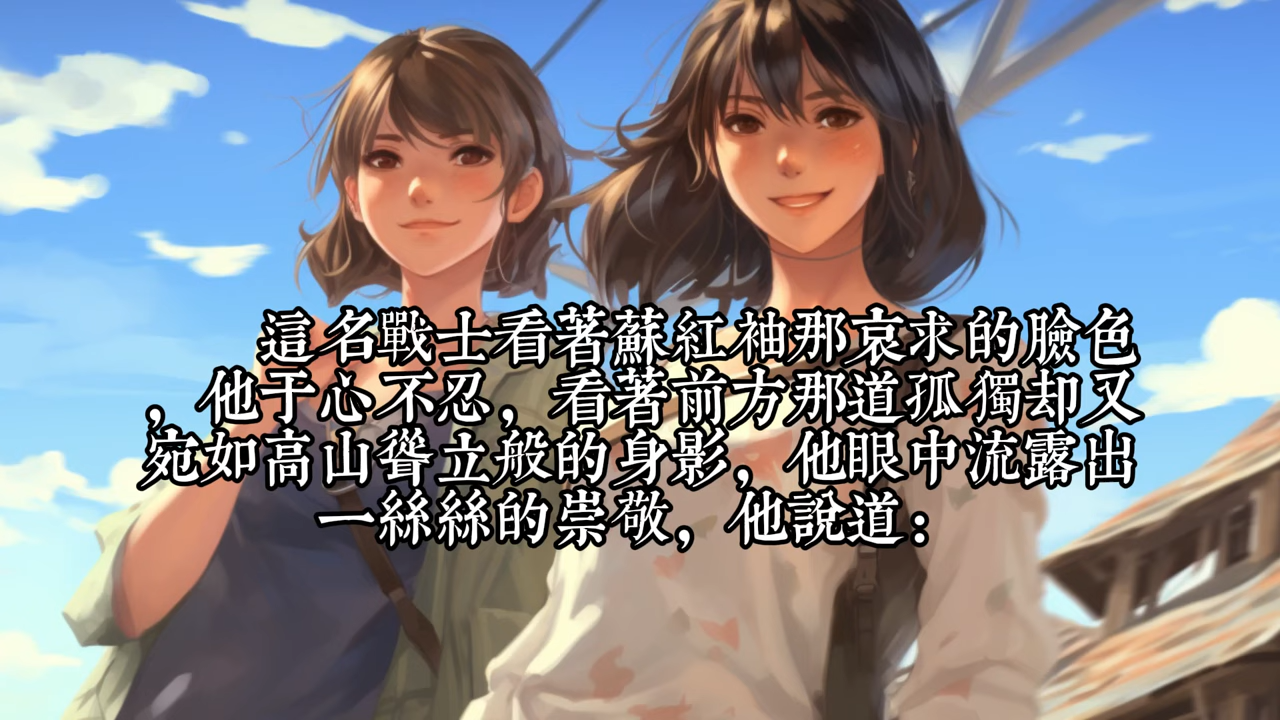 這名戰士看著蘇紅袖那哀求的臉色
，他于心不忍，看著前方那道孤獨却又
宛如高山聳立般的身影，他眼中流露出
一絲絲的崇敬，他說道：